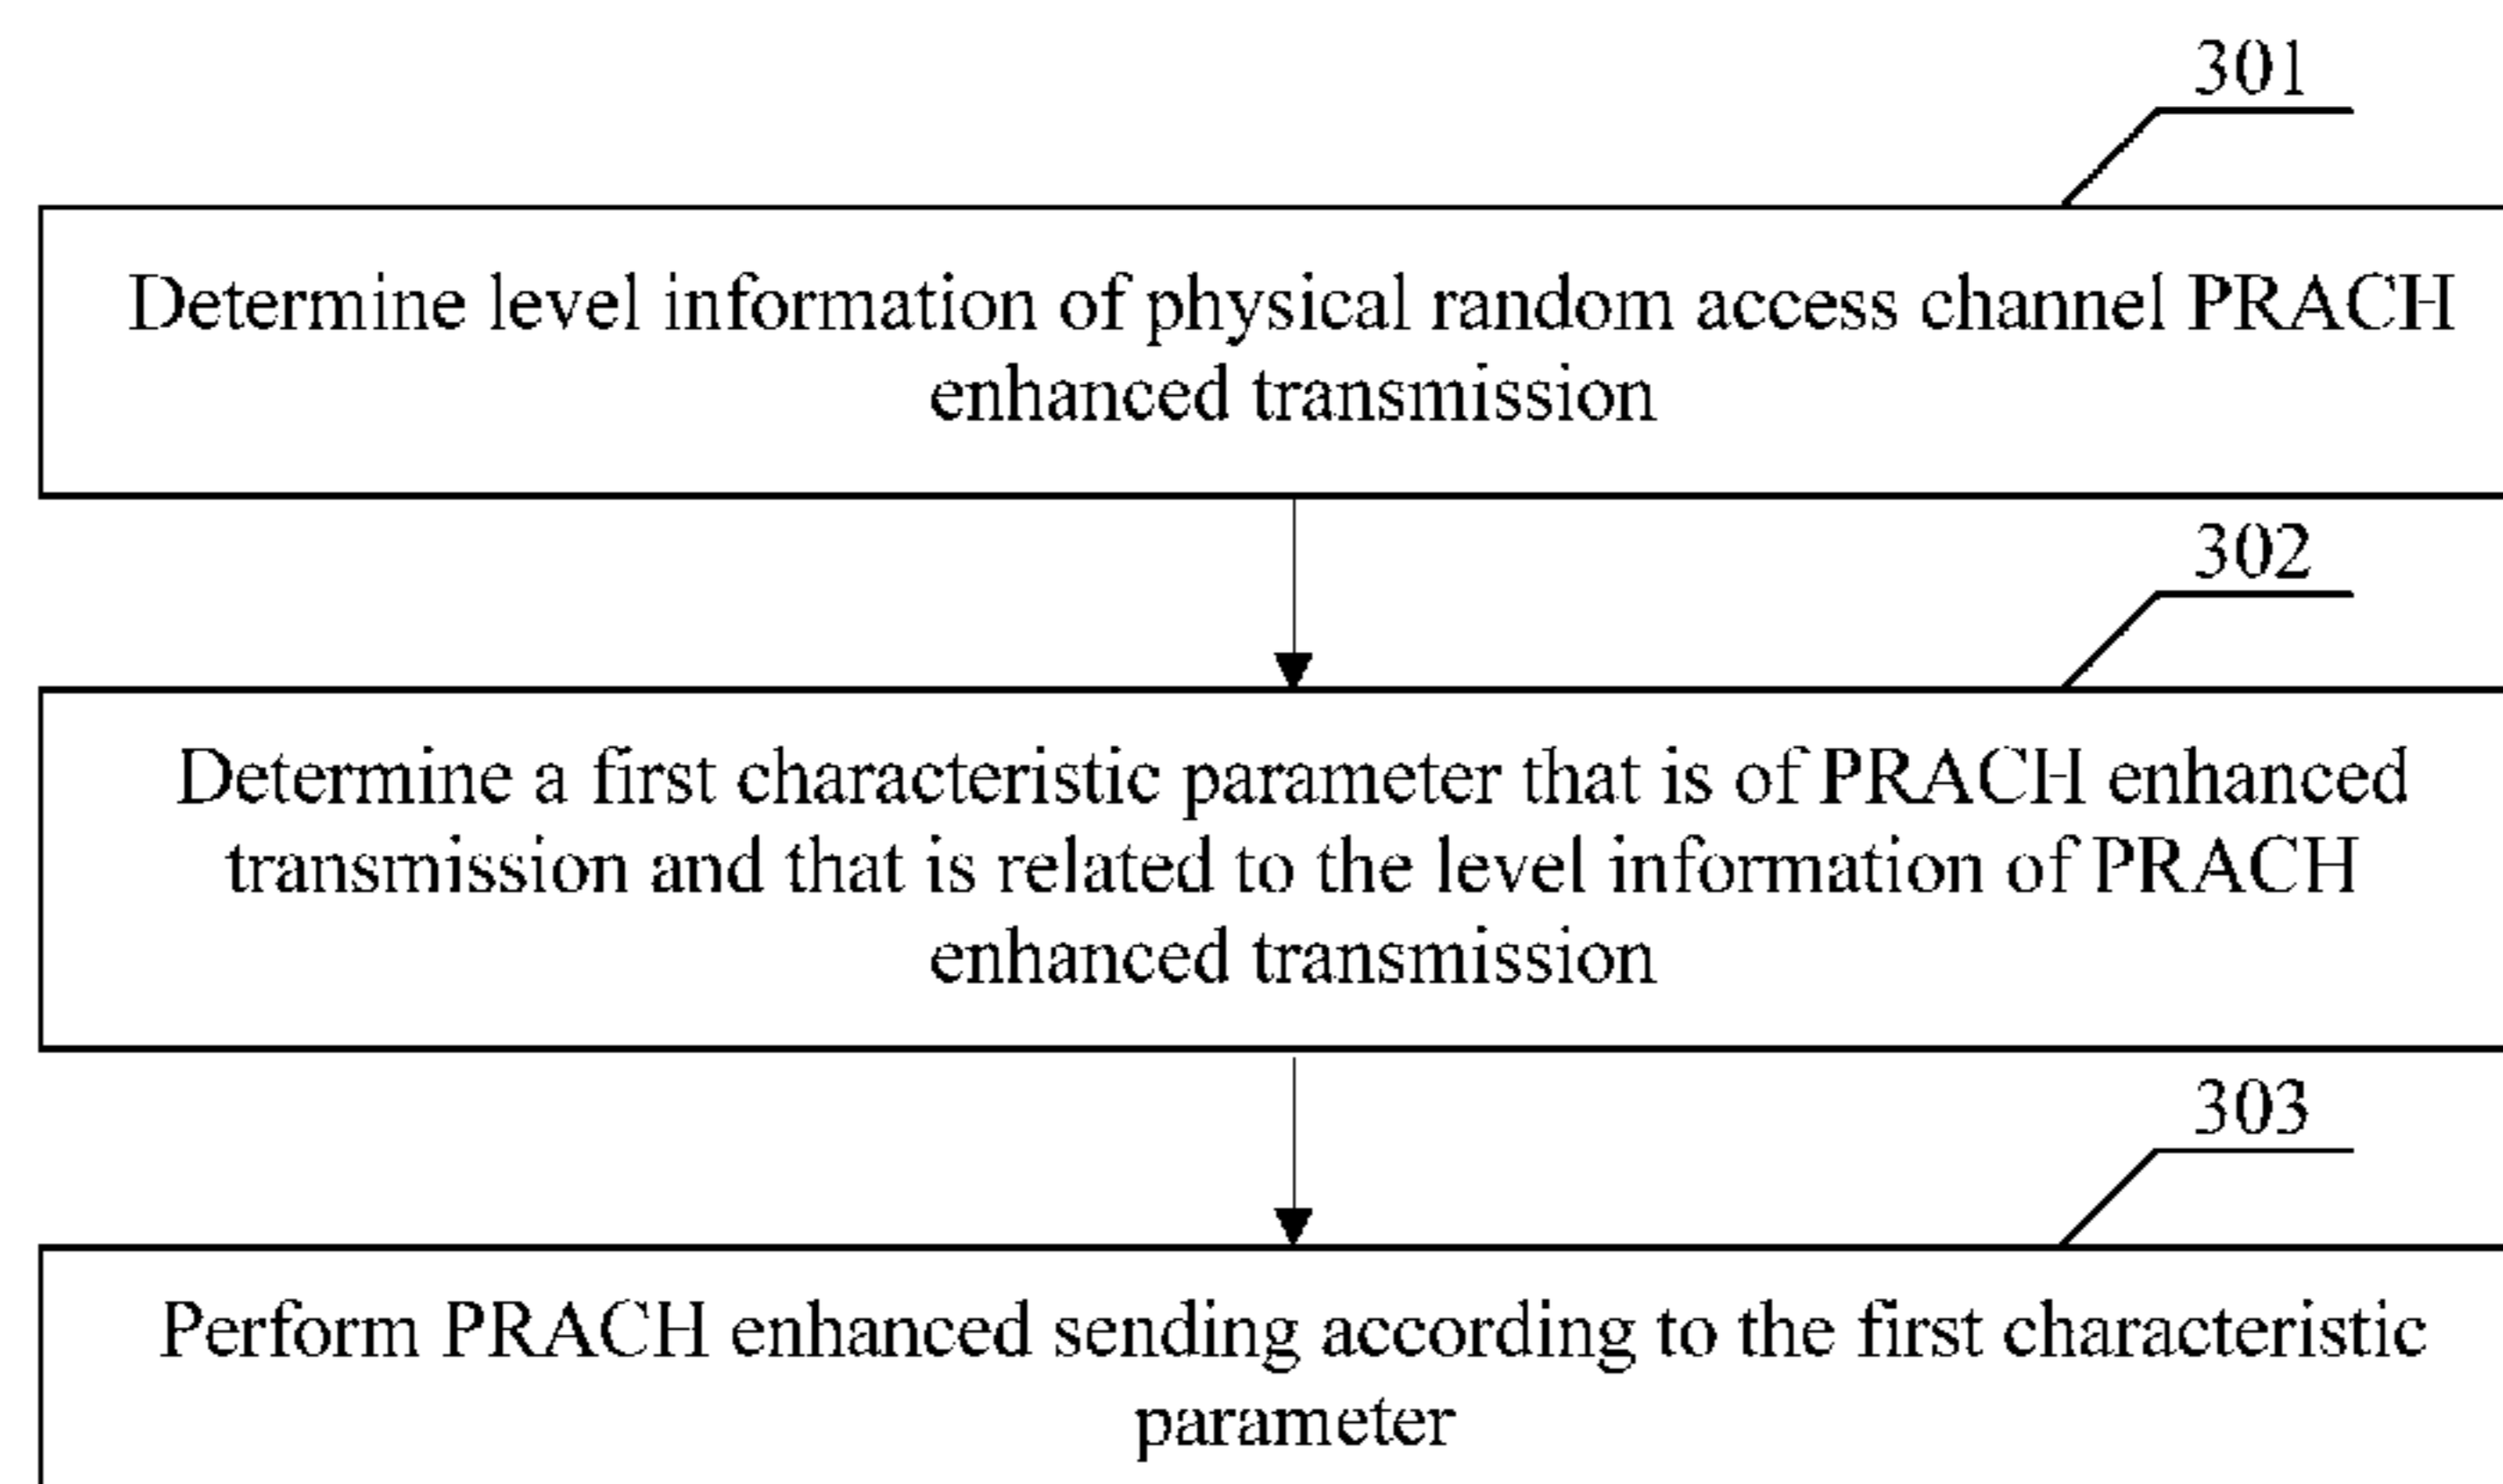 301
Determine level information of physical random access channel PRACH
enhanced transmission
302
Determine a first characteristic parameter that is of PRACH enhanced
transmission and that is related to the level information of PRACH
enhanced transmission
303
Perform PRACH enhanced sending according to the first characteristic
parameter